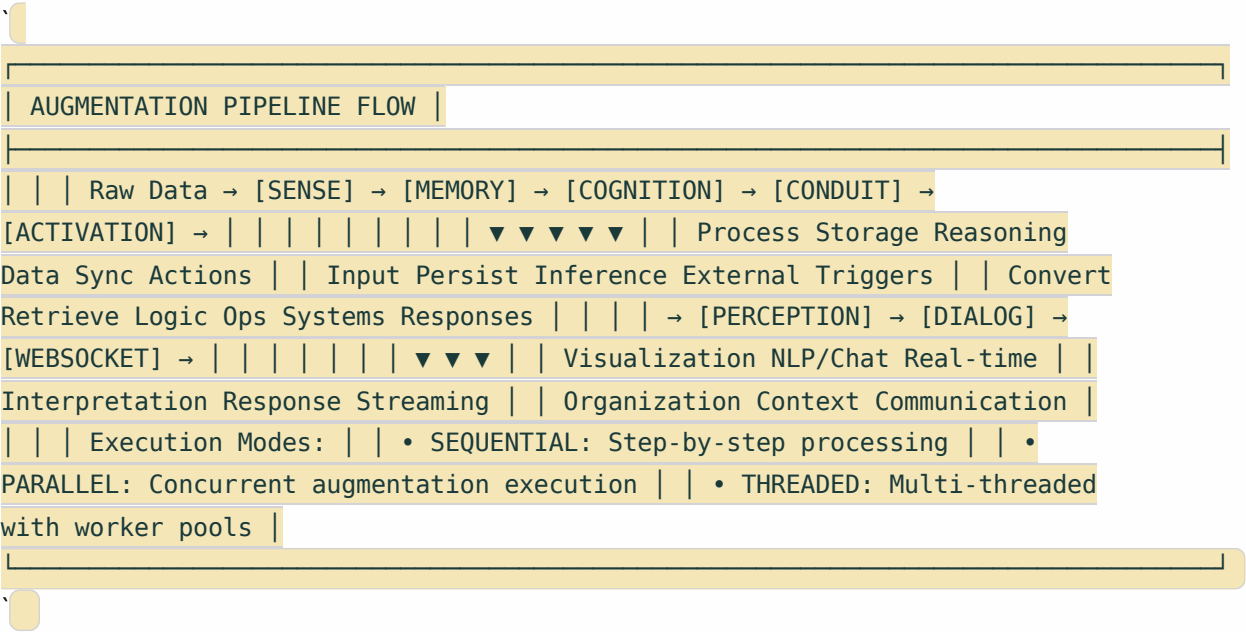 `
┌──────────────────────────────────────────────────────────────────────────────────┐
│ AUGMENTATION PIPELINE FLOW │
├──────────────────────────────────────────────────────────────────────────────────┤
│ │ │ Raw Data → [SENSE] → [MEMORY] → [COGNITION] → [CONDUIT] →
[ACTIVATION] → │ │ │ │ │ │ │ │ │ ▼ ▼ ▼ ▼ ▼ │ │ Process Storage Reasoning
Data Sync Actions │ │ Input Persist Inference External Triggers │ │ Convert
Retrieve Logic Ops Systems Responses │ │ │ │ → [PERCEPTION] → [DIALOG] →
[WEBSOCKET] → │ │ │ │ │ │ │ ▼ ▼ ▼ │ │ Visualization NLP/Chat Real-time │ │
Interpretation Response Streaming │ │ Organization Context Communication │
│ │ │ Execution Modes: │ │ • SEQUENTIAL: Step-by-step processing │ │ •
PARALLEL: Concurrent augmentation execution │ │ • THREADED: Multi-threaded
with worker pools │
└──────────────────────────────────────────────────────────────────────────────────┘
`